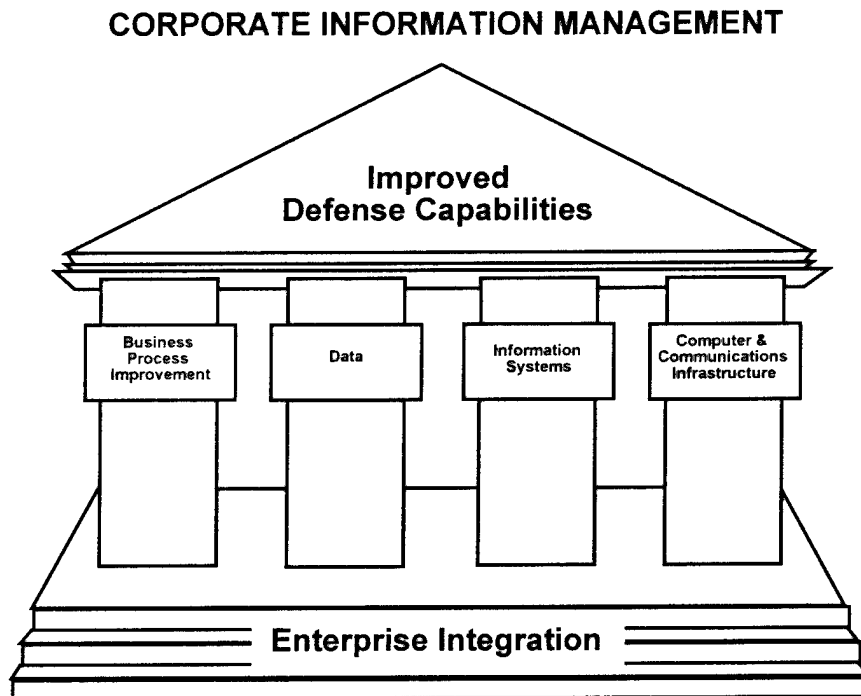 CORPORATE INFORMATION MANAGEMENT
Improved
Defense Capabilities
Business
Process
Improvement
Data
Information
Systems
Computer &
Communications
Infrastructure
Enterprise Integration